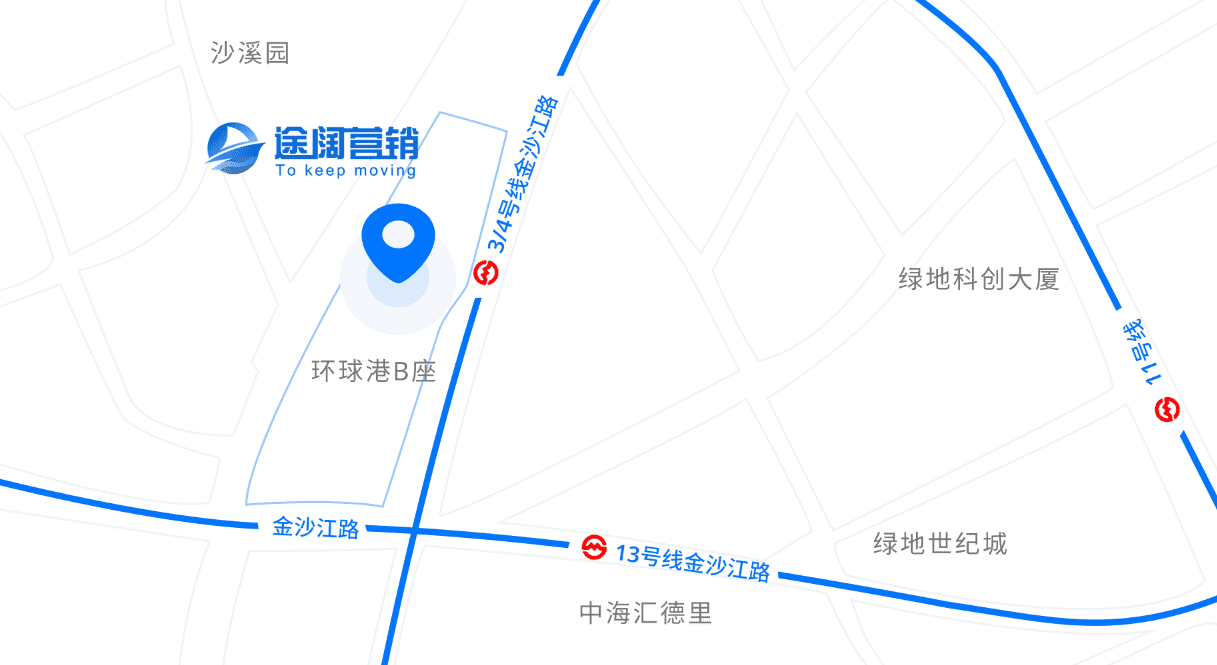 沙溪园
途阔营销
To keep moving
3/4号线金沙江路
绿地科创大厦
11号线
环球港B座
金沙江路
13号线金沙江路
绿地世纪城
中海汇德里